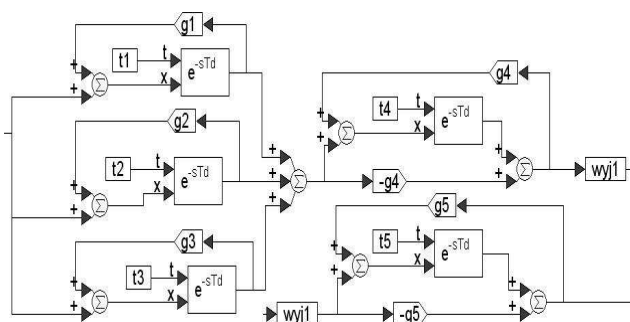 g1
t1
t
x
e-sTd
+
+
Σ
g2
t2
t
x
e-sTd
+
+
Σ
g3
t3
t
x
e-sTd
+
+
Σ
+
+
+
Σ
g4
t4
t
x
e-sTd
+
+
Σ
-g4
+
+
Σ
wyj1
g5
t5
t
x
e-sTd
+
+
Σ
wyj1
-g5
+
+
Σ